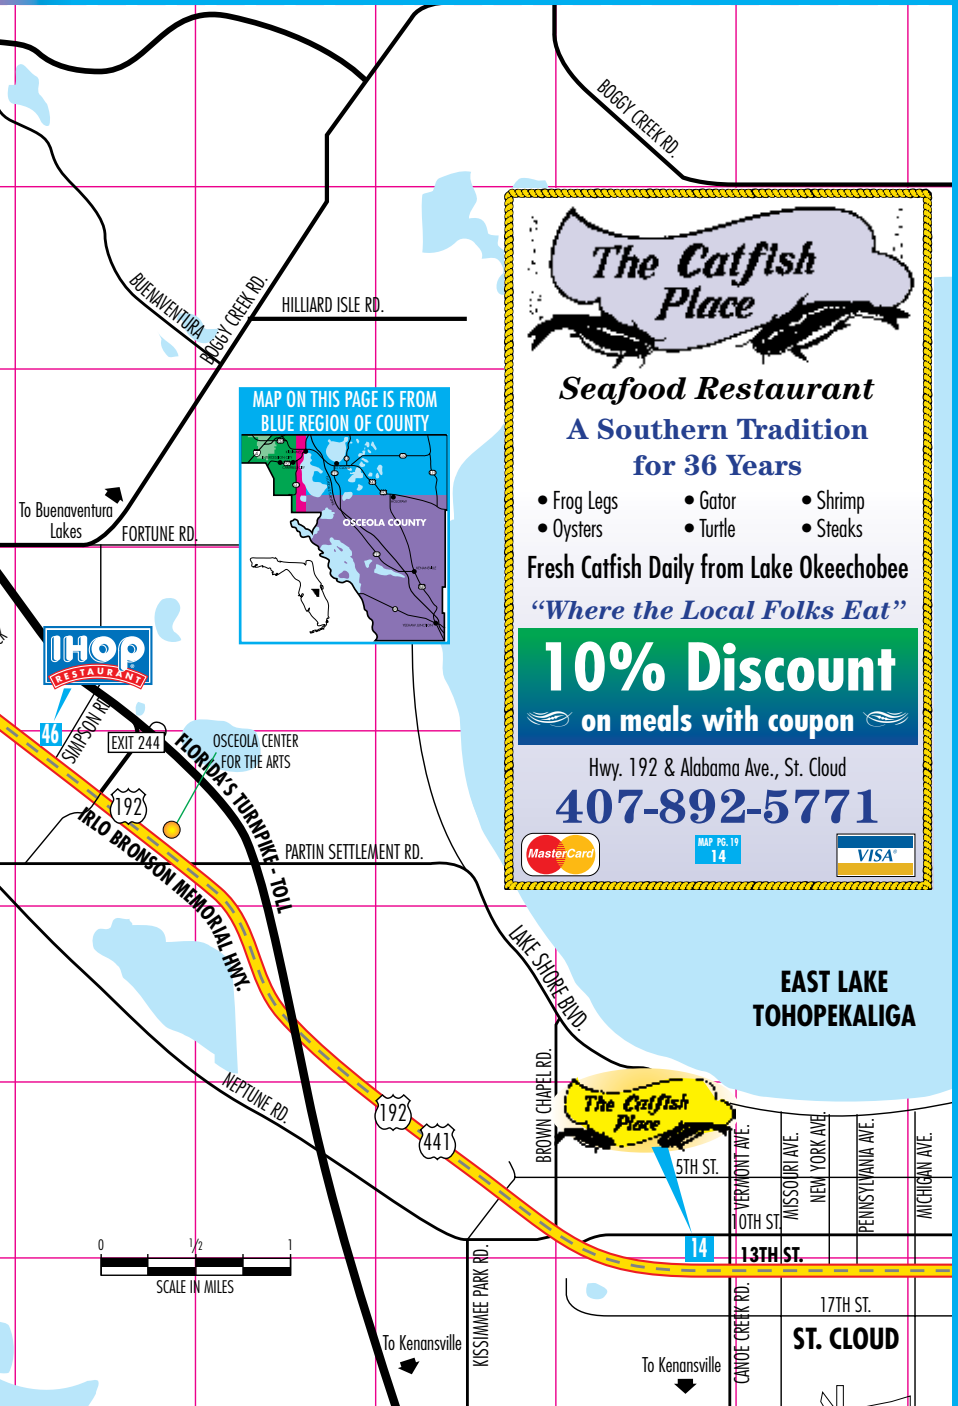 BOGGY CREEK RD.
BUENAVENTURA
BOGGY CREEK RD.
HILLIARD ISLE RD.
The Catfish
Place
Seafood Restaurant
A Southern Tradition
for 36 Years
• Frog Legs • Gator • Shrimp
• Oysters • Turtle • Steaks
Fresh Catfish Daily from Lake Okeechobee
“Where the Local Folks Eat”
10% Discount
on meals with coupon
Hwy. 192 & Alabama Ave., St. Cloud
407-892-5771
MasterCard
MAP PG. 19
14
VISA
MAP ON THIS PAGE IS FROM
BLUE REGION OF COUNTY
OSCEOLA COUNTY
To Buenaventura
Lakes
FORTUNE RD.
IHOP
RESTAURANT
46
SIMPSON RD.
EXIT 244
FLORIDA'S TURNPIKE - TOLL
OSCEOLA CENTER
FOR THE ARTS
192
IRLO BRONSON MEMORIAL HWY.
PARTIN SETTLEMENT RD.
LAKE SHORE BLVD.
EAST LAKE
TOHOPEKALIGA
NEPTUNE RD.
192
441
BROWN CHAPEL RD.
The Catfish
Place
5TH ST.
VERMONT AVE.
MISSOURI AVE.
NEW YORK AVE.
PENNSYLVANIA AVE.
MICHIGAN AVE.
10TH ST.
14
13TH ST.
0 1/2 1
SCALE IN MILES
KISSIMMEE PARK RD.
CANOE CREEK RD.
17TH ST.
ST. CLOUD
To Kenansville
To Kenansville